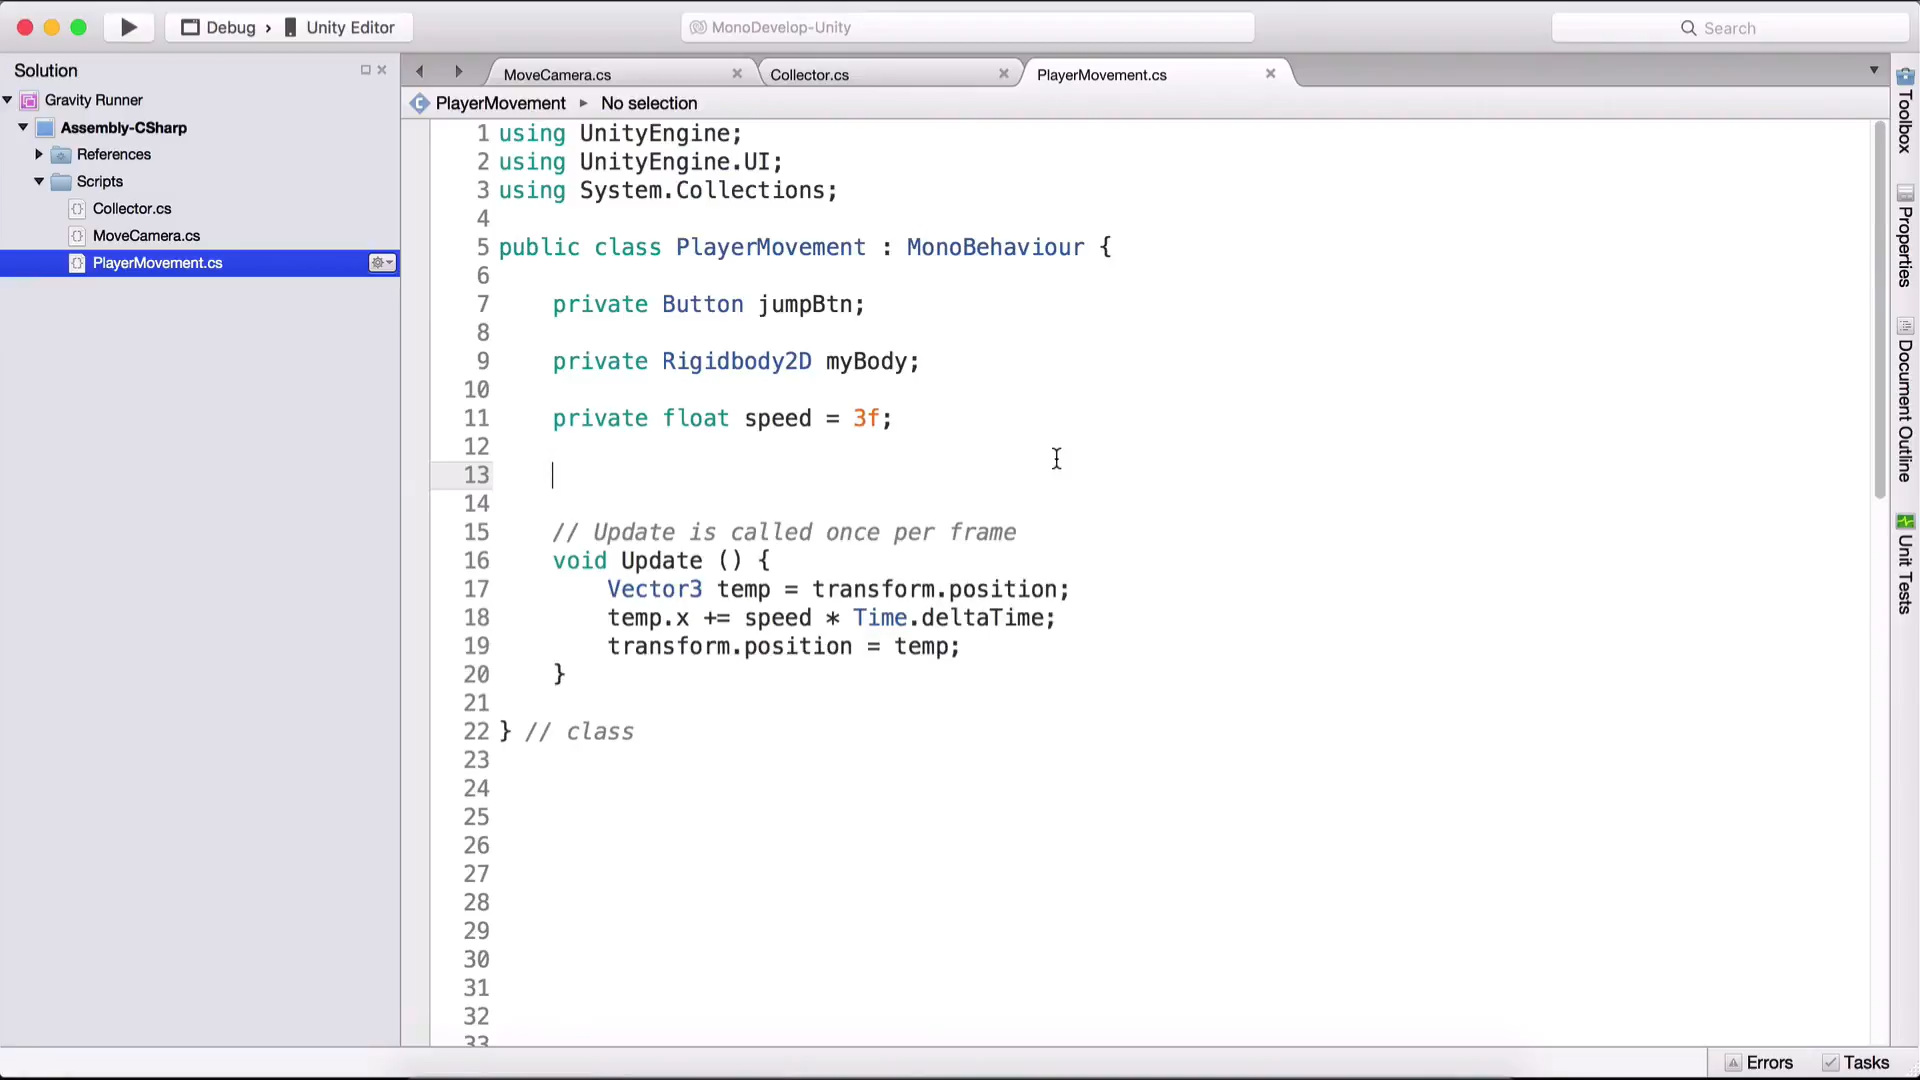 Debug › Unity Editor
MonoDevelop-Unity
Search
Solution
Gravity Runner
Assembly-CSharp
References
Scripts
Collector.cs
MoveCamera.cs
PlayerMovement.cs
MoveCamera.cs
Collector.cs
PlayerMovement.cs
PlayerMovement ▸ No selection
1 using UnityEngine;
2 using UnityEngine.UI;
3 using System.Collections;
4
5 public class PlayerMovement : MonoBehaviour {
6
7 private Button jumpBtn;
8
9 private Rigidbody2D myBody;
10
11 private float speed = 3f;
12
13
14
15 // Update is called once per frame
16 void Update () {
17 Vector3 temp = transform.position;
18 temp.x += speed * Time.deltaTime;
19 transform.position = temp;
20 }
21
22 } // class
23
24
25
26
27
28
29
30
31
32
33
Toolbox
Properties
Document Outline
Unit Tests
Errors
Tasks